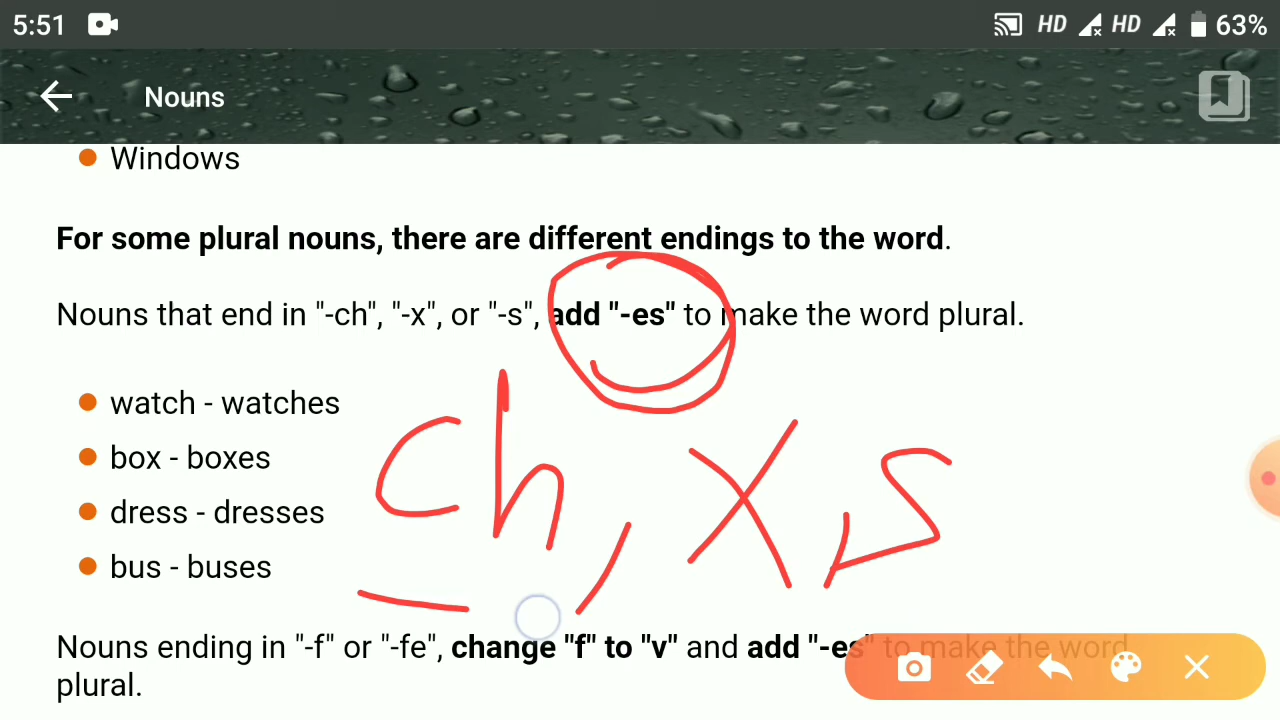 5:51 HD HD 63%
Nouns
Windows
For some plural nouns, there are different endings to the word.
Nouns that end in "-ch", "-x", or "-s", add "-es" to make the word plural.
watch - watches
box - boxes
dress - dresses
bus - buses
ch, x, s
Nouns ending in "-f" or "-fe", change "f" to "v" and add "-es" to make the word
plural.